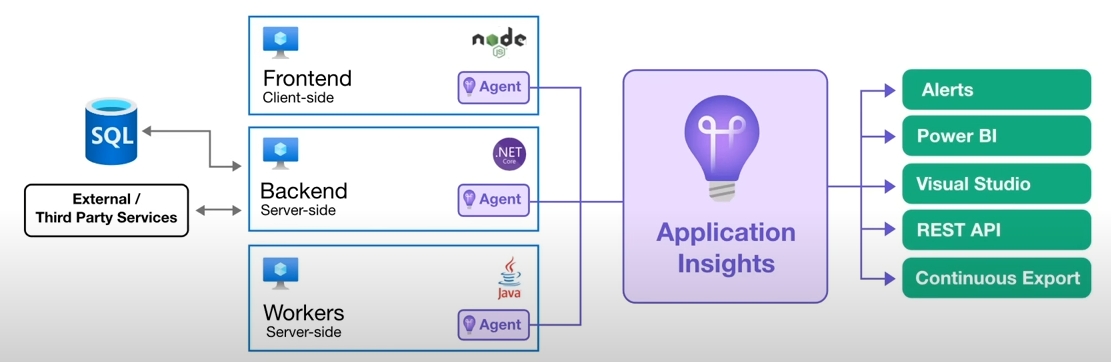 SQL
External /
Third Party Services
node
JS
Frontend
Client-side
Agent
.NET
Core
Backend
Server-side
Agent
Java
Workers
Server-side
Agent
Application
Insights
Alerts
Power BI
Visual Studio
REST API
Continuous Export